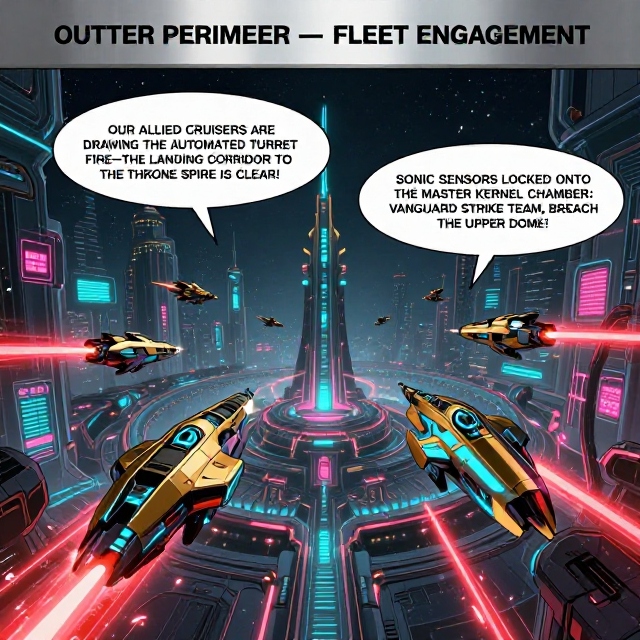 OUTTER PERIMEER — FLEET ENGAGEMENT
OUR ALLIED CRUISERS ARE
DRAWING THE AUTOMATED TURRET
FIRE—THE LANDING CORRIDOR TO
THE THRONE SPIRE IS CLEAR!
SONIC SENSORS LOCKED ONTO
THE MASTER KERNEL CHAMBER:
VANGUARD STRIKE TEAM, BREACH
THE UPPER DOME!